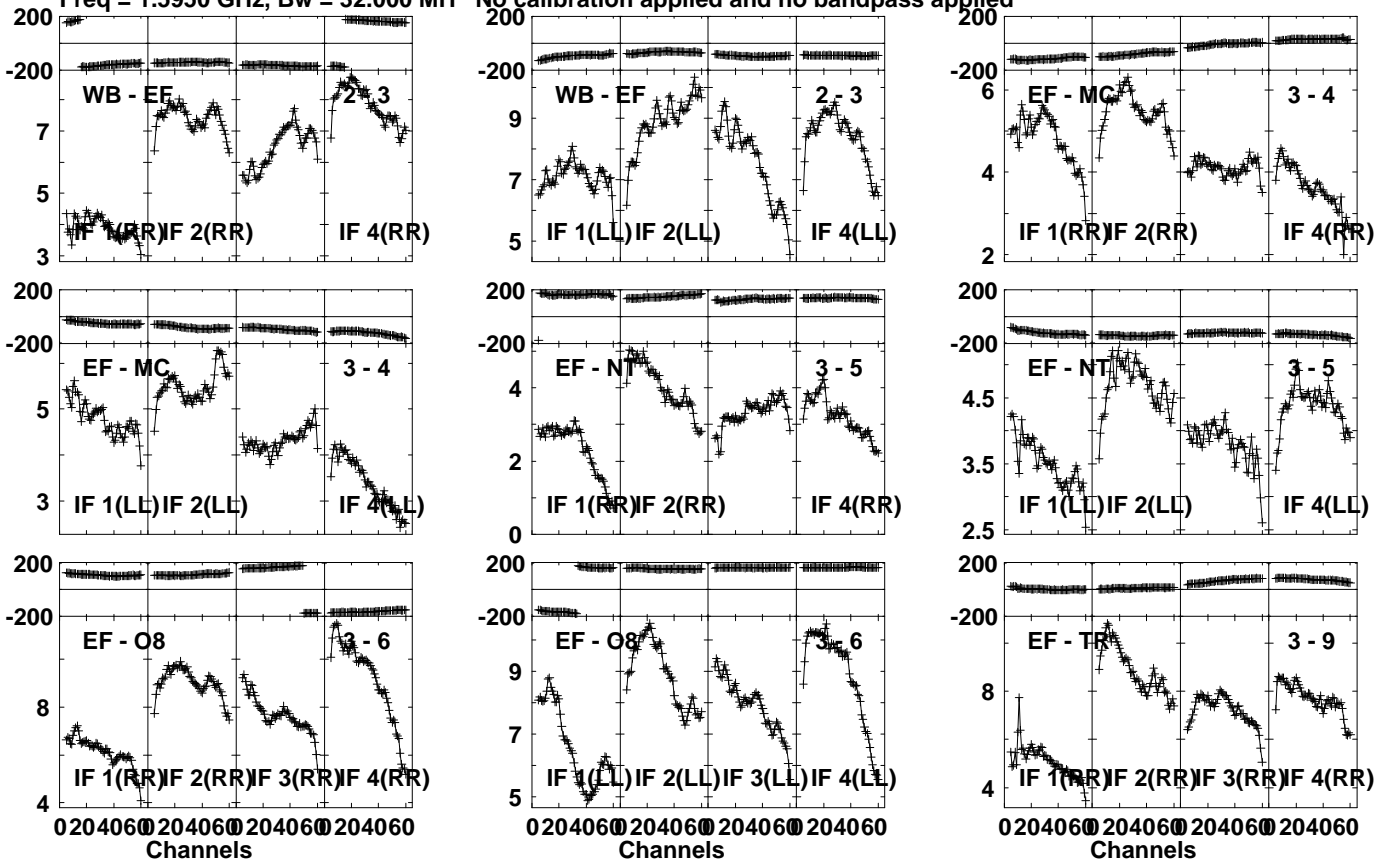 Freq = 1.5950 GHz, Bw = 32.000 MH No calibration applied and no bandpass applied
200
-200
WB - EF
2 - 3
7
5
3
IF 1(RR)
IF 2(RR)
IF 4(RR)
WB - EF
2 - 3
9
7
5
IF 1(LL)
IF 2(LL)
IF 4(LL)
200
-200
EF - MC
3 - 4
6
4
2
IF 1(RR)
IF 2(RR)
IF 4(RR)
200
-200
EF - MC
3 - 4
5
3
IF 1(LL)
IF 2(LL)
IF 4(LL)
200
-200
EF - NT
3 - 5
4
2
0
IF 1(RR)
IF 2(RR)
IF 4(RR)
200
-200
EF - NT
3 - 5
4.5
3.5
2.5
IF 1(LL)
IF 2(LL)
IF 4(LL)
200
-200
EF - O8
3 - 6
8
4
IF 1(RR)
IF 2(RR)
IF 3(RR)
IF 4(RR)
0 20 40 60 0 20 40 60 0 20 40 60 0 20 40 60
Channels
200
-200
EF - O8
3 - 6
9
7
5
IF 1(LL)
IF 2(LL)
IF 3(LL)
IF 4(LL)
0 20 40 60 0 20 40 60 0 20 40 60 0 20 40 60
Channels
200
-200
EF - TR
3 - 9
8
4
IF 1(RR)
IF 2(RR)
IF 3(RR)
IF 4(RR)
0 20 40 60 0 20 40 60 0 20 40 60 0 20 40 60
Channels